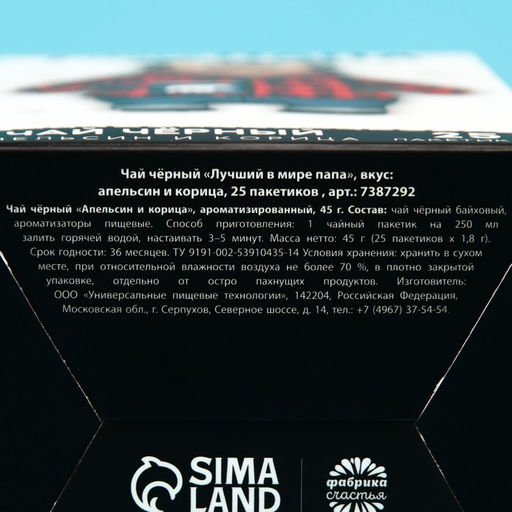 ЧАЙ ЧЁРНЫЙ 25
АПЕЛЬСИН И КОРИЦА ПАКЕТИКОВ
Чай чёрный «Лучший в мире папа», вкус:
апельсин и корица, 25 пакетиков , арт.: 7387292
Чай чёрный «Апельсин и корица», ароматизированный, 45 г. Состав: чай чёрный байховый,
ароматизаторы пищевые. Способ приготовления: 1 чайный пакетик на 250 мл
залить горячей водой, настаивать 3–5 минут. Масса нетто: 45 г (25 пакетиков х 1,8 г).
Срок годности: 36 месяцев. ТУ 9191-002-53910435-14 Условия хранения: хранить в сухом
месте, при относительной влажности воздуха не более 70 %, в плотно закрытой
упаковке, отдельно от остро пахнущих продуктов. Изготовитель:
ООО «Универсальные пищевые технологии», 142204, Российская Федерация,
Московская обл., г. Серпухов, Северное шоссе, д. 14, тел.: +7 (4967) 37-54-54.
SIMA
LAND
фабрика
счастья